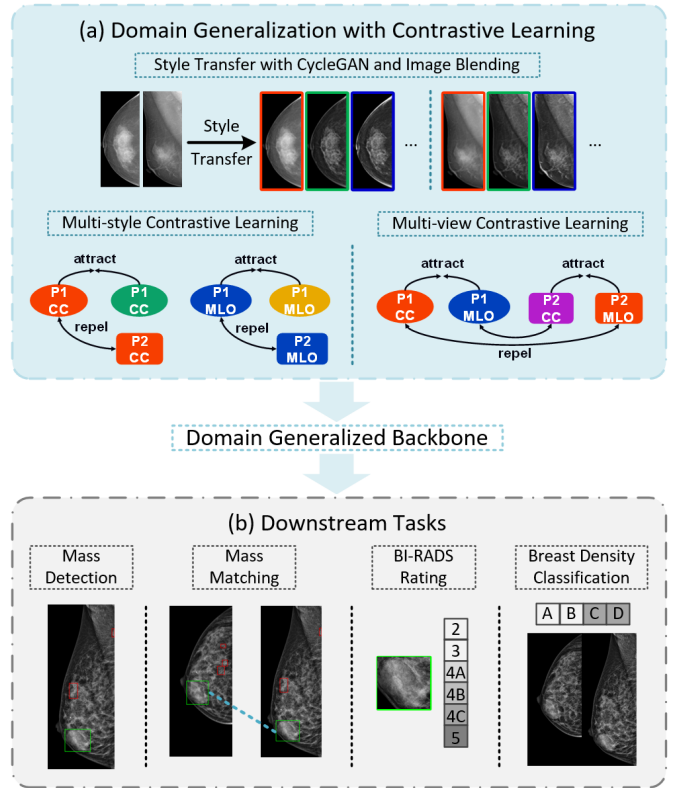 (a) Domain Generalization with Contrastive Learning
Style Transfer with CycleGAN and Image Blending
Style
Transfer
...
...
Multi-style Contrastive Learning
attract
P1
CC
P1
CC
repel
P2
CC
attract
P1
MLO
P1
MLO
repel
P2
MLO
Multi-view Contrastive Learning
attract
attract
P1
CC
P1
MLO
P2
CC
P2
MLO
repel
Domain Generalized Backbone
(b) Downstream Tasks
Mass
Detection
Mass
Matching
BI-RADS
Rating
2
3
4A
4B
4C
5
Breast Density
Classification
A B C D